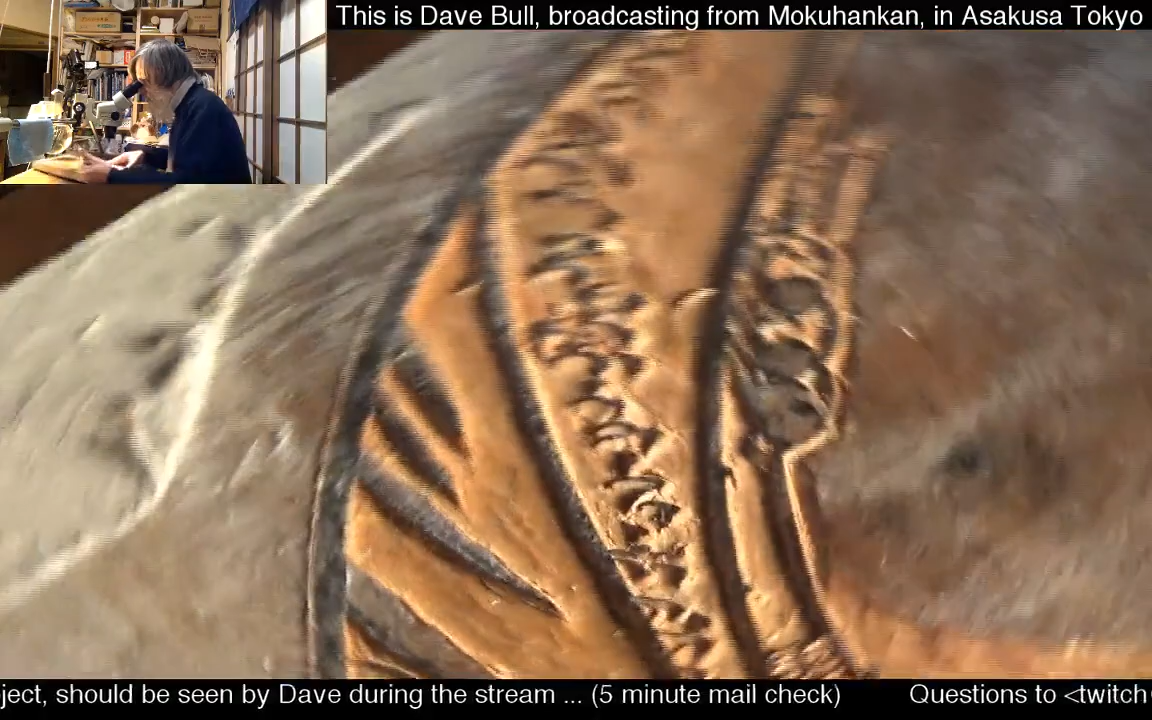 This is Dave Bull, broadcasting from Mokuhankan, in Asakusa Tokyo
ject, should be seen by Dave during the stream ... (5 minute mail check) Questions to <twitch